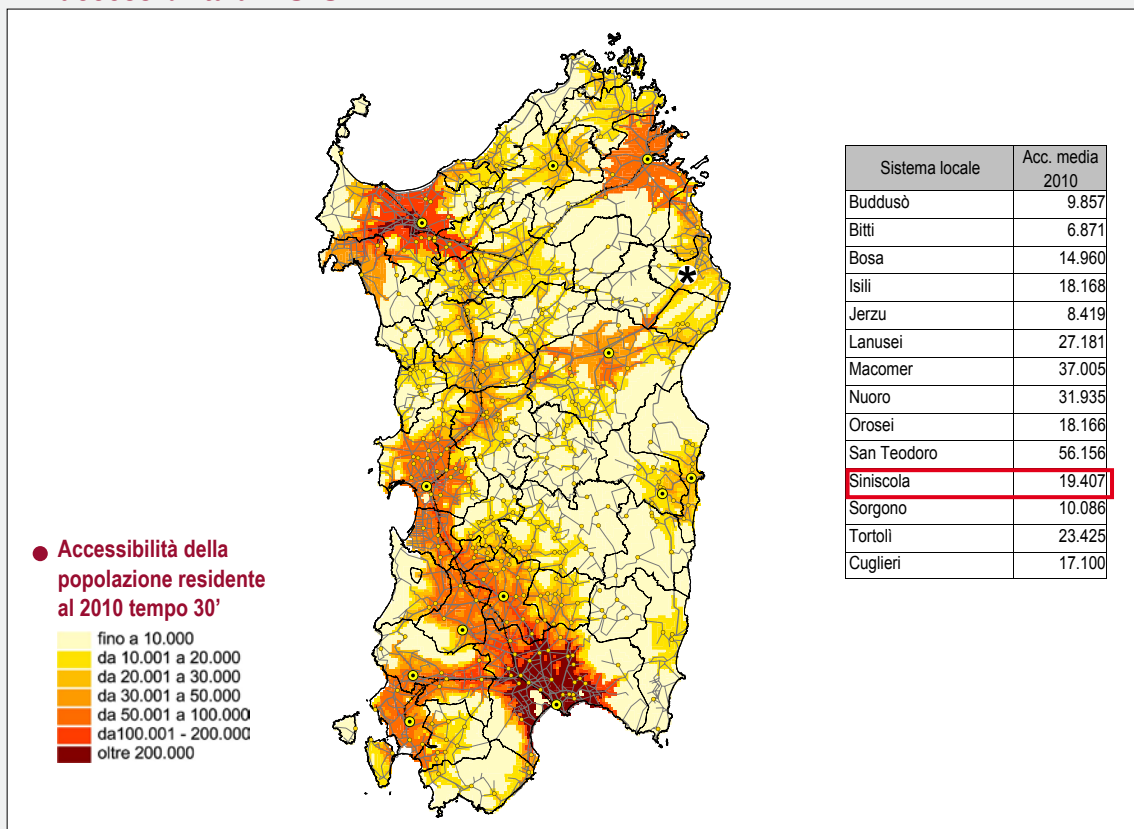 Sistema locale
Acc. media
2010
Buddusò 9.857
Bitti 6.871
Bosa 14.960
Isili 18.168
Jerzu 8.419
Lanusei 27.181
Macomer 37.005
Nuoro 31.935
Orosei 18.166
San Teodoro 56.156
Siniscola 19.407
Sorgono 10.086
Tortolì 23.425
Cuglieri 17.100
*
● Accessibilità della
popolazione residente
al 2010 tempo 30'
fino a 10.000
da 10.001 a 20.000
da 20.001 a 30.000
da 30.001 a 50.000
da 50.001 a 100.000
da100.001 - 200.000
oltre 200.000